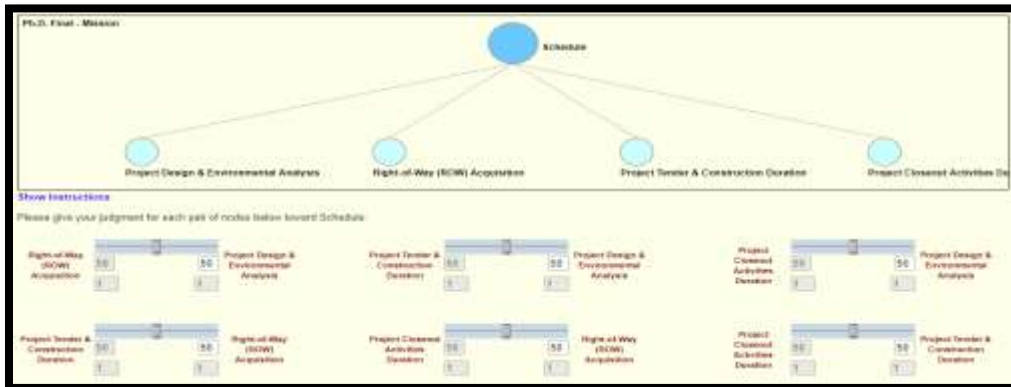 Ph.D. Final - Mission
Schedule
Project Design & Environmental Analysis
Right-of-Way (ROW) Acquisition
Project Tender & Construction Duration
Project Closeout Activities Du
Show Instructions
Please give your judgment for each pair of nodes below toward Schedule
Right-of-Way
(ROW)
Acquisition
50
50
1
1
Project Design &
Environmental
Analysis
Project Tender &
Construction
Duration
50
50
1
1
Project Design &
Environmental
Analysis
Project
Closeout
Activities
Duration
50
50
1
1
Project Design &
Environmental
Analysis
Project Tender &
Construction
Duration
50
50
1
1
Right-of-Way
(ROW)
Acquisition
Project Closeout
Activities
Duration
50
50
1
1
Right-of-Way
(ROW)
Acquisition
Project
Closeout
Activities
Duration
50
50
1
1
Project Tender &
Construction
Duration